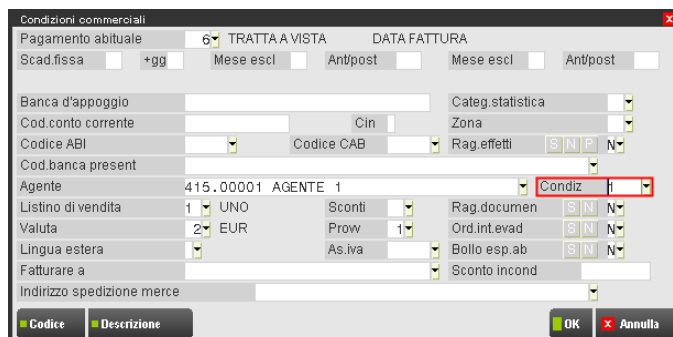 Condizioni commerciali x
Pagamento abituale 6 TRATTA A VISTA DATA FATTURA
Scad.fissa +gg Mese escl Ant/post Mese escl Ant/post
Banca d'appoggio Categ.statistica
Cod.conto corrente Cin Zona
Codice ABI Codice CAB Rag.effetti S N P N
Cod.banca present
Agente 415.00001 AGENTE 1 Condiz 1
Listino di vendita 1 UNO Sconti Rag.documen S N N
Valuta 2 EUR Provv 1 Ord.int.evad S N N
Lingua estera As.iva Bollo esp.ab S N N
Fatturare a Sconto incond
Indirizzo spedizione merce
Codice Descrizione OK x Annulla